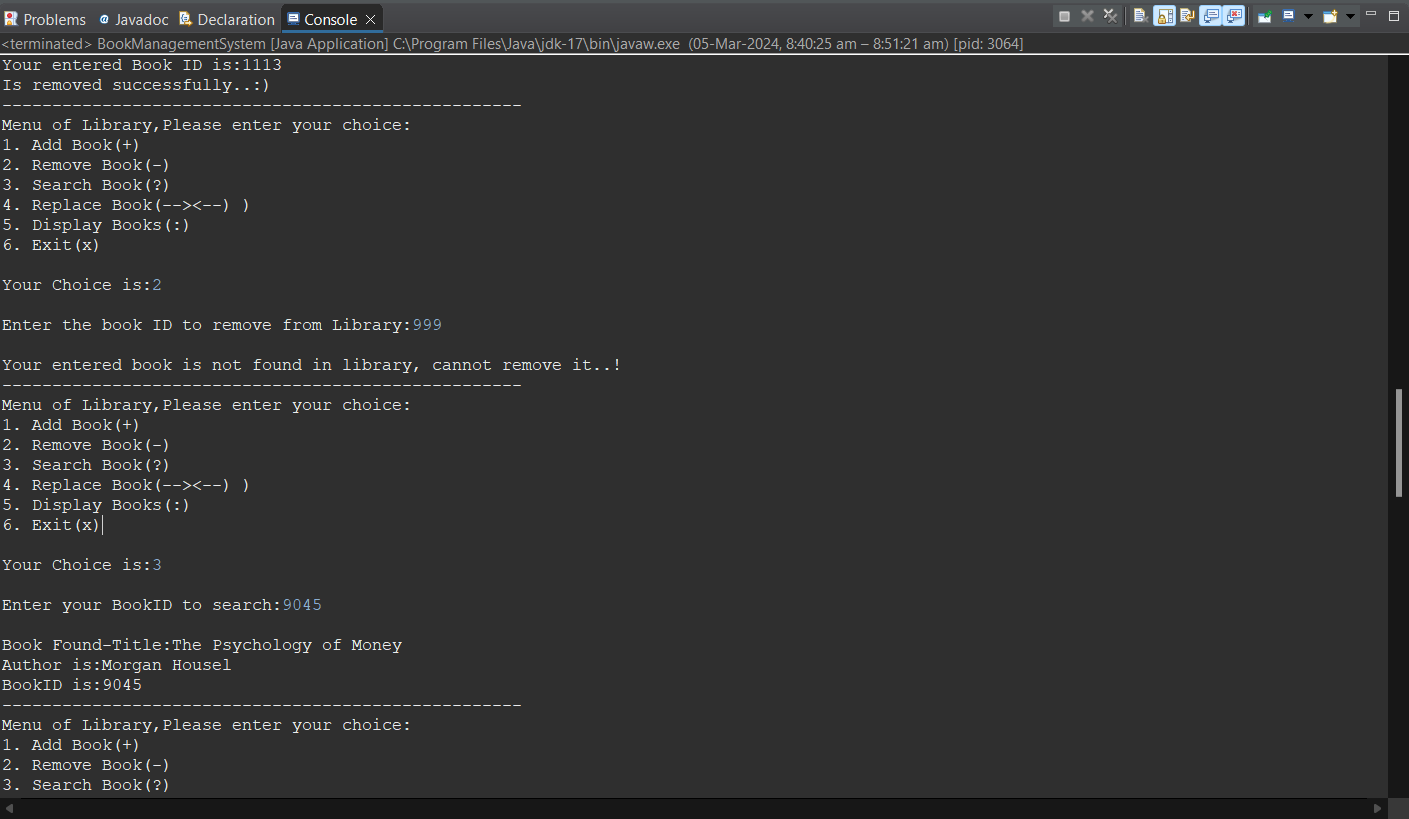 Problems Javadoc Declaration Console
<terminated> BookManagementSystem [Java Application] C:\Program Files\Java\jdk-17\bin\javaw.exe (05-Mar-2024, 8:40:25 am – 8:51:21 am) [pid: 3064]
Your entered Book ID is:1113
Is removed successfully..:)
----------------------------------------------------
Menu of Library,Please enter your choice:
1. Add Book(+)
2. Remove Book(-)
3. Search Book(?)
4. Replace Book(--><--) )
5. Display Books(:)
6. Exit(x)
Your Choice is:2
Enter the book ID to remove from Library:999
Your entered book is not found in library, cannot remove it..!
----------------------------------------------------
Menu of Library,Please enter your choice:
1. Add Book(+)
2. Remove Book(-)
3. Search Book(?)
4. Replace Book(--><--) )
5. Display Books(:)
6. Exit(x)
Your Choice is:3
Enter your BookID to search:9045
Book Found-Title:The Psychology of Money
Author is:Morgan Housel
BookID is:9045
----------------------------------------------------
Menu of Library,Please enter your choice:
1. Add Book(+)
2. Remove Book(-)
3. Search Book(?)